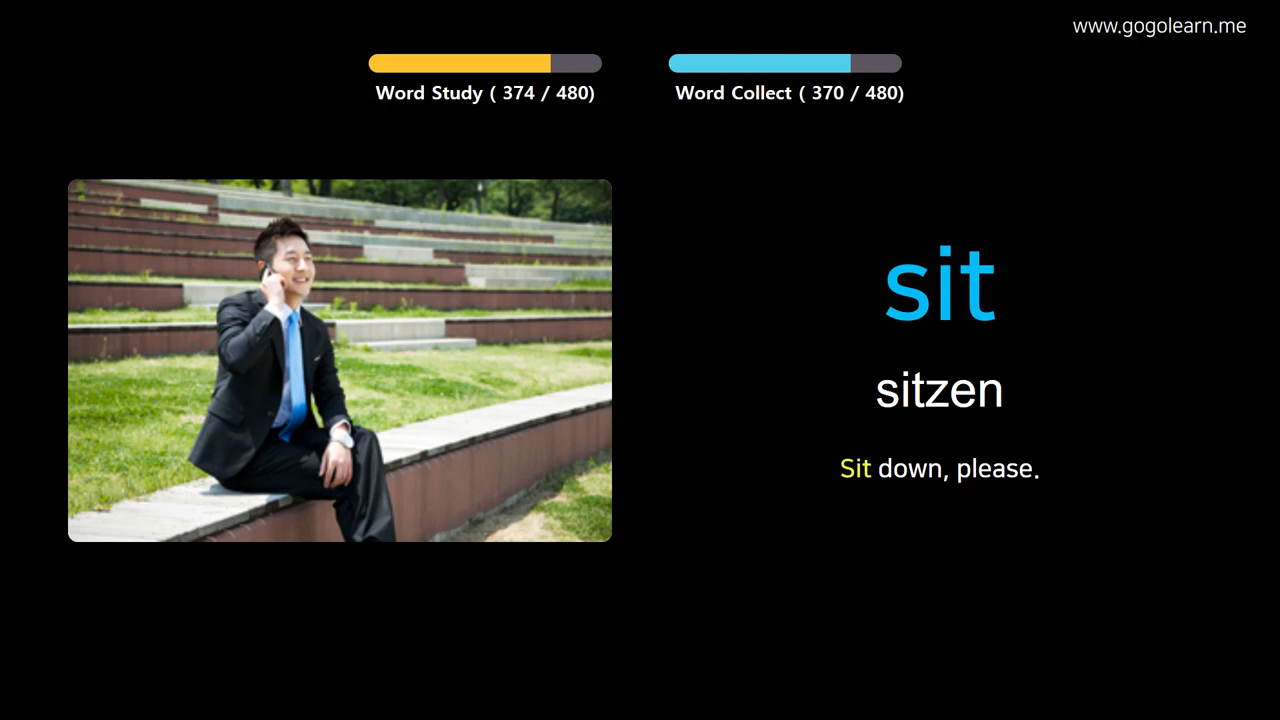 www.gogolearn.me
Word Study ( 374 / 480)
Word Collect ( 370 / 480)
sit
sitzen
Sit down, please.